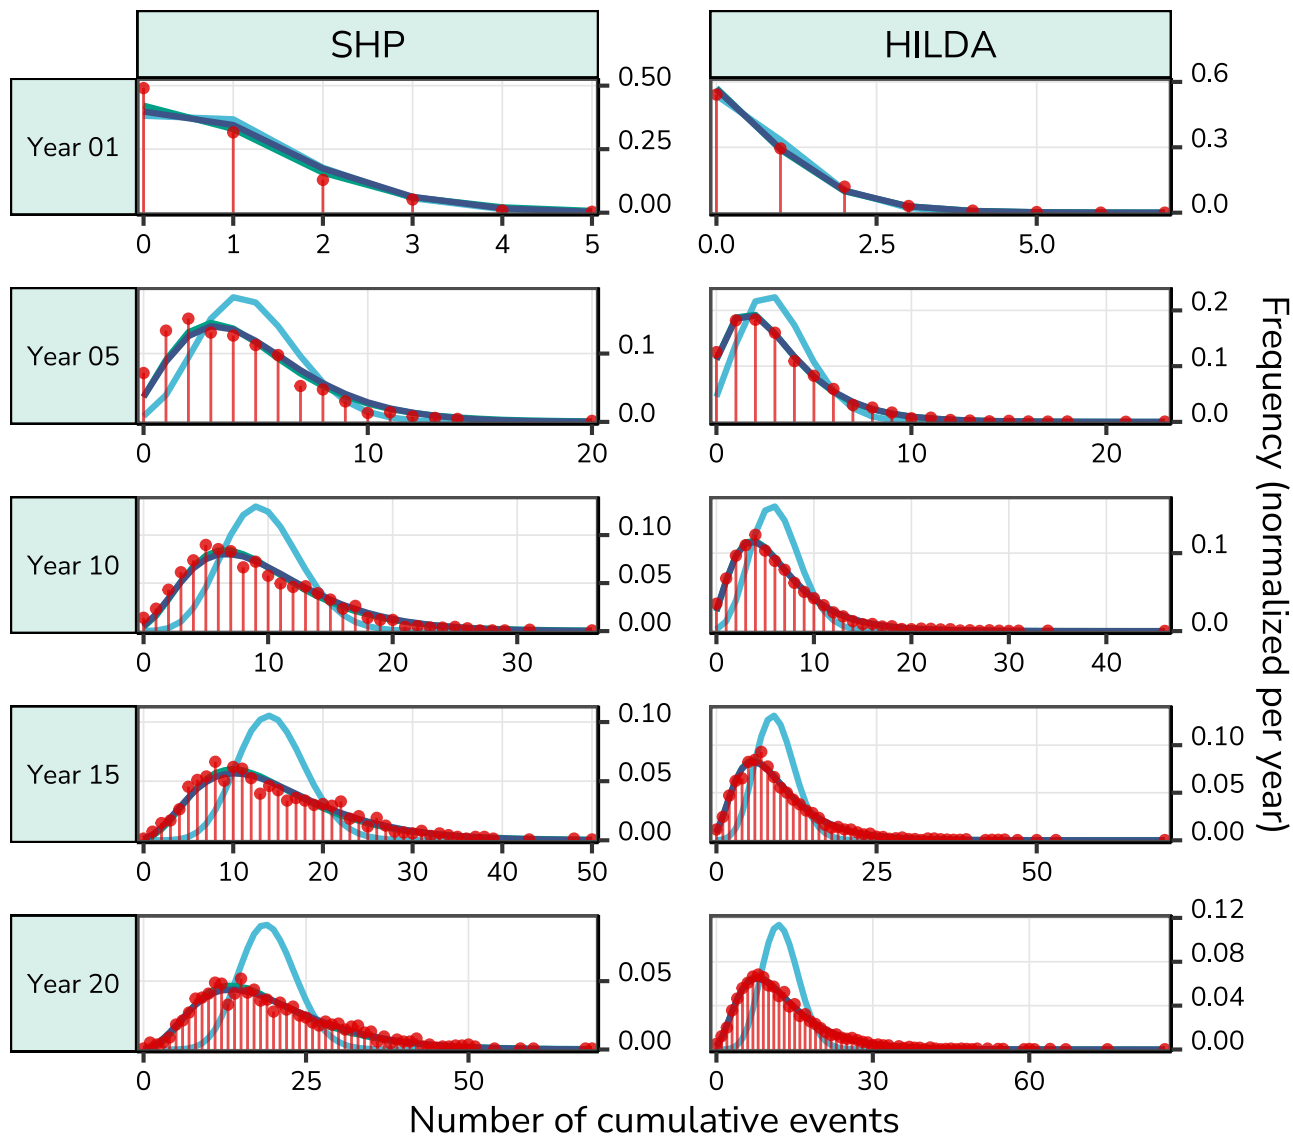 SHP HILDA
Year 01
0.50
0.25
0.00
0 1 2 3 4 5
0.6
0.3
0.0
0.0 2.5 5.0
Year 05
0.1
0.0
0 10 20
0.2
0.1
0.0
0 10 20
Year 10
0.10
0.05
0.00
0 10 20 30
0.1
0.0
0 10 20 30 40
Year 15
0.10
0.05
0.00
0 10 20 30 40 50
0.10
0.05
0.00
0 25 50
Year 20
0.05
0.00
0 25 50
0.12
0.08
0.04
0.00
0 30 60
Number of cumulative events
Frequency (normalized per year)